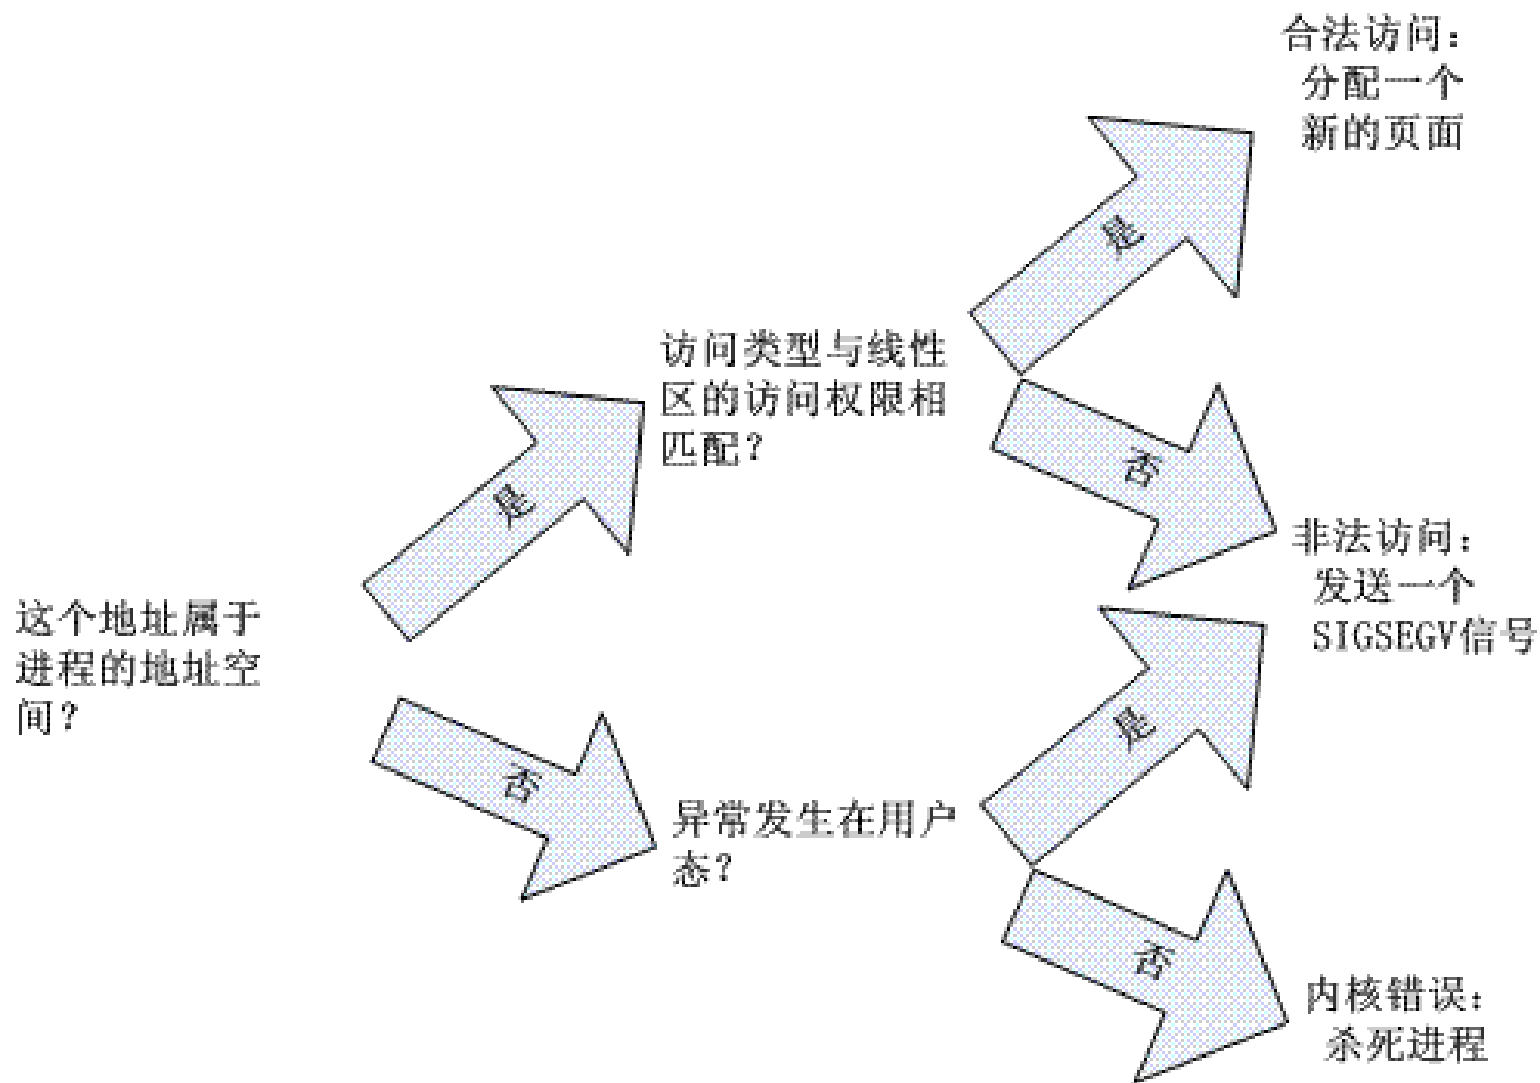 合法访问：
分配一个
新的页面
是
访问类型与线性
区的访问权限相
匹配？
否
是
非法访问：
发送一个
SIGSEGV信号
这个地址属于
进程的地址空
间？
是
否
异常发生在用户
态？
否
内核错误：
杀死进程